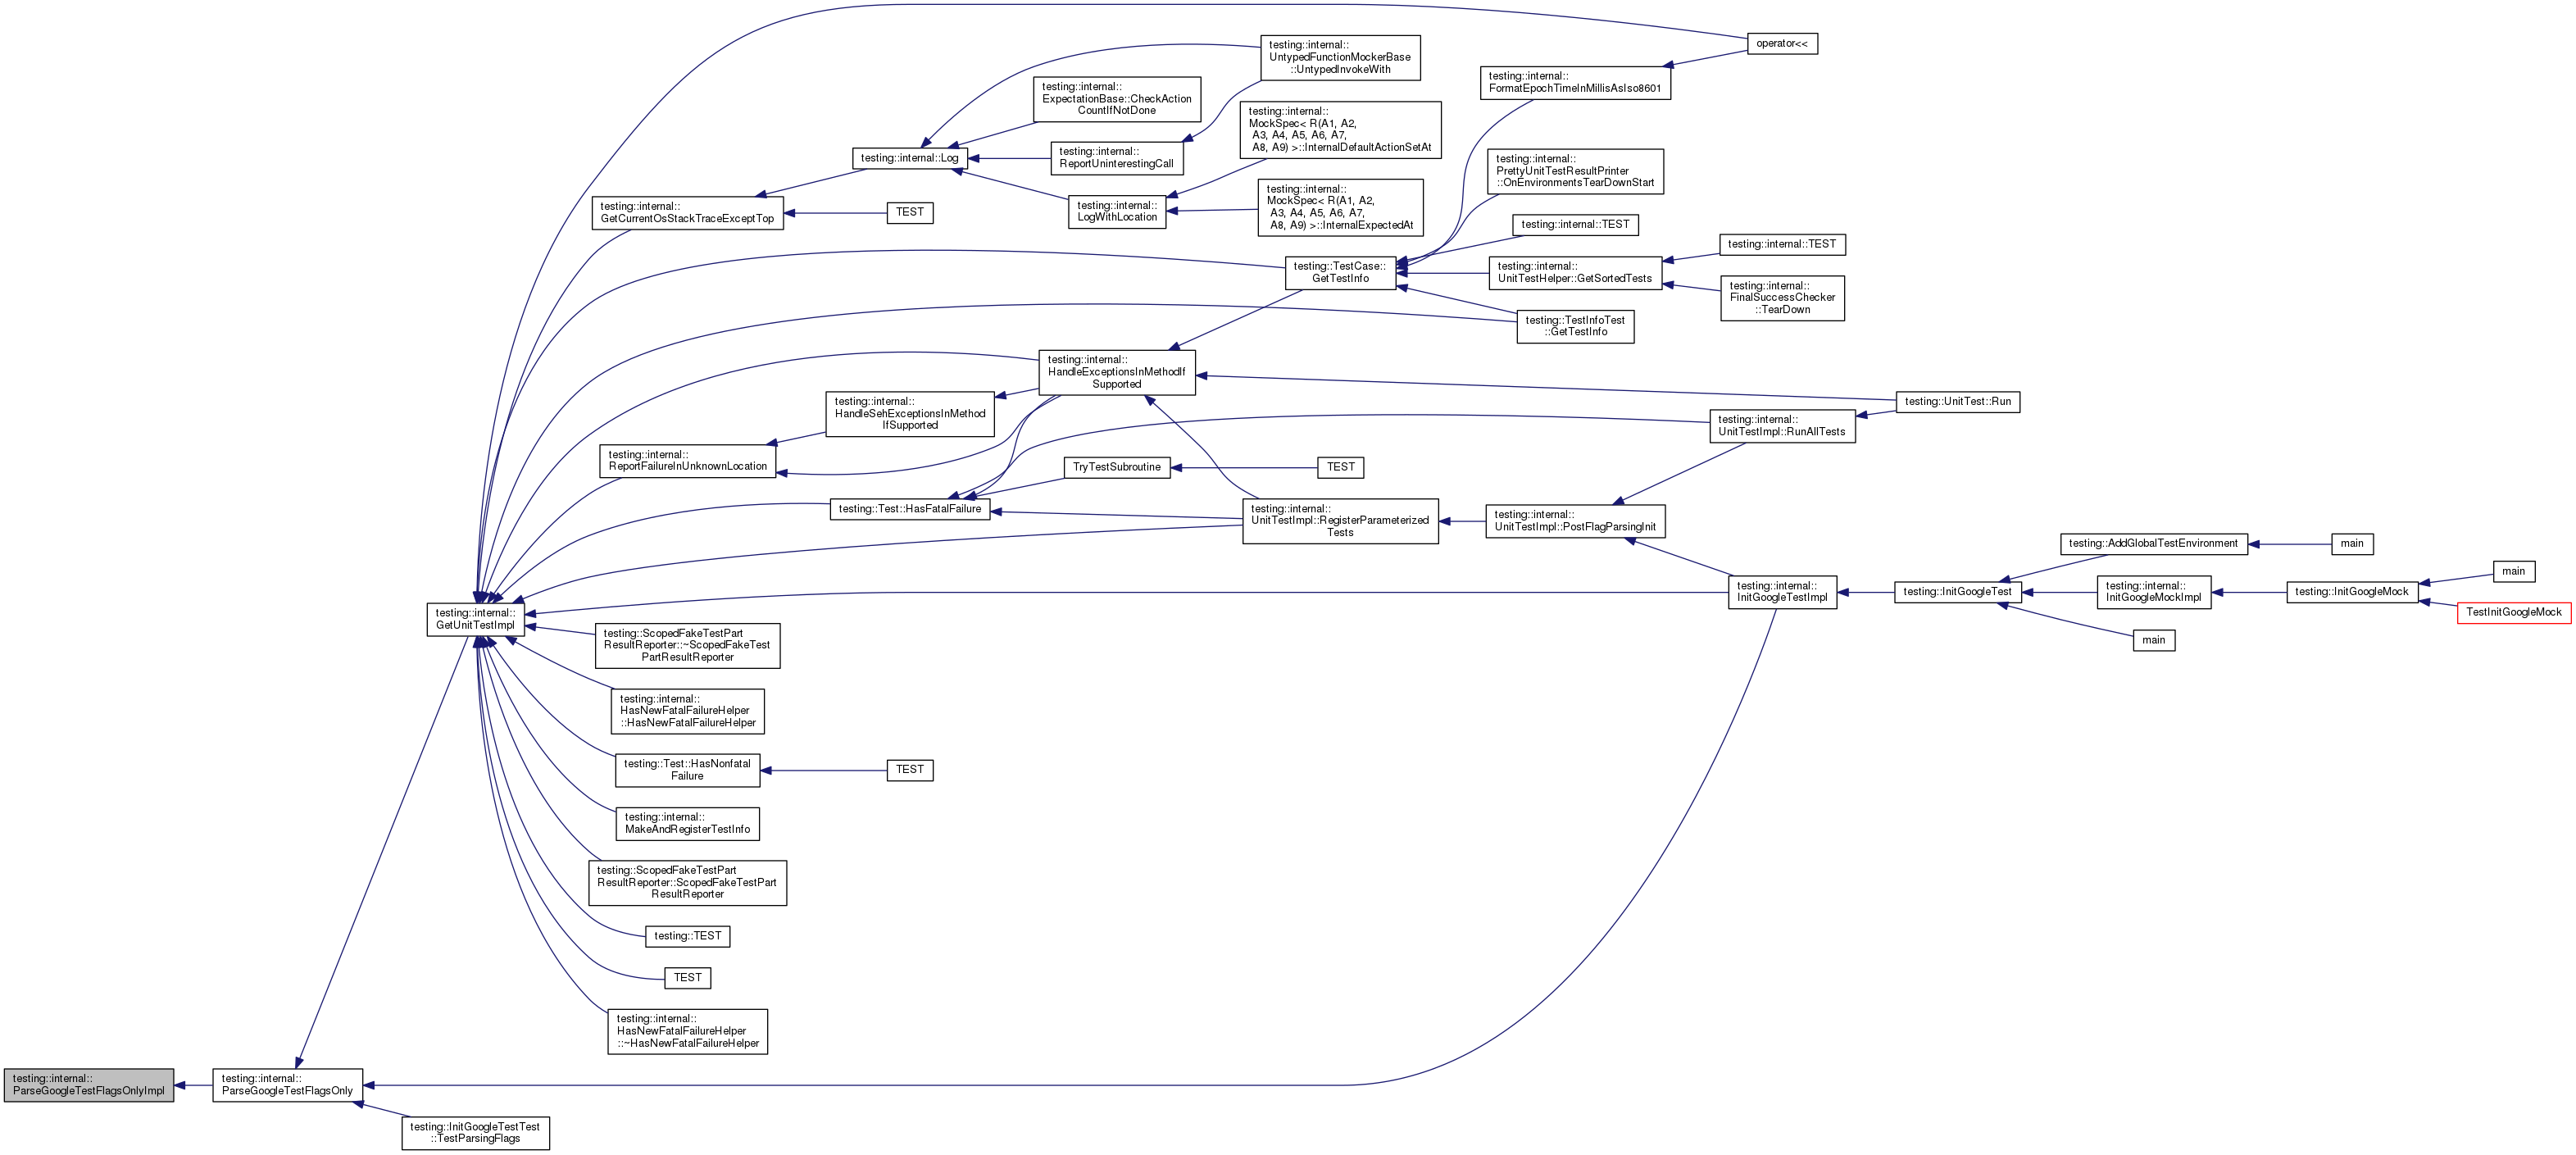 operator<<
testing::internal::
UntypedFunctionMockerBase
::UntypedInvokeWith
testing::internal::
FormatEpochTimeInMillisAsIso8601
testing::internal::
ExpectationBase::CheckAction
CountIfNotDone
testing::internal::
MockSpec< R(A1, A2,
A3, A4, A5, A6, A7,
A8, A9) >::InternalDefaultActionSetAt
testing::internal::Log
testing::internal::
ReportUninterestingCall
testing::internal::
PrettyUnitTestResultPrinter
::OnEnvironmentsTearDownStart
testing::internal::
GetCurrentOsStackTraceExceptTop
TEST
testing::internal::
LogWithLocation
testing::internal::
MockSpec< R(A1, A2,
A3, A4, A5, A6, A7,
A8, A9) >::InternalExpectedAt
testing::internal::TEST
testing::internal::TEST
testing::TestCase::
GetTestInfo
testing::internal::
UnitTestHelper::GetSortedTests
testing::internal::
FinalSuccessChecker
::TearDown
testing::TestInfoTest
::GetTestInfo
testing::internal::
HandleExceptionsInMethodIf
Supported
testing::internal::
HandleSehExceptionsInMethod
IfSupported
testing::UnitTest::Run
testing::internal::
UnitTestImpl::RunAllTests
testing::internal::
ReportFailureInUnknownLocation
TryTestSubroutine
TEST
testing::Test::HasFatalFailure
testing::internal::
UnitTestImpl::RegisterParameterized
Tests
testing::internal::
UnitTestImpl::PostFlagParsingInit
testing::AddGlobalTestEnvironment
main
testing::internal::
GetUnitTestImpl
testing::internal::
InitGoogleTestImpl
testing::InitGoogleTest
testing::internal::
InitGoogleMockImpl
testing::InitGoogleMock
main
TestInitGoogleMock
main
testing::ScopedFakeTestPart
ResultReporter::~ScopedFakeTest
PartResultReporter
testing::internal::
HasNewFatalFailureHelper
::HasNewFatalFailureHelper
testing::Test::HasNonfatal
Failure
TEST
testing::internal::
MakeAndRegisterTestInfo
testing::ScopedFakeTestPart
ResultReporter::ScopedFakeTestPart
ResultReporter
testing::TEST
TEST
testing::internal::
HasNewFatalFailureHelper
::~HasNewFatalFailureHelper
testing::internal::
ParseGoogleTestFlagsOnlyImpl
testing::internal::
ParseGoogleTestFlagsOnly
testing::InitGoogleTestTest
::TestParsingFlags